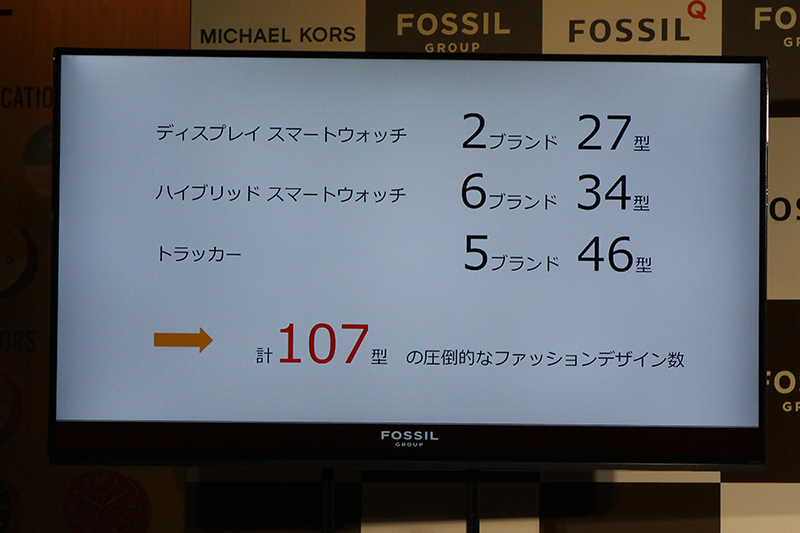 MICHAEL KORS
FOSSIL
GROUP
FOSSIL Q
CATIO
ディスプレイ スマートウォッチ 2ブランド 27型
ハイブリッド スマートウォッチ 6ブランド 34型
トラッカー 5ブランド 46型
計107型 の圧倒的なファッションデザイン数
ORS
FOSSIL
GROUP